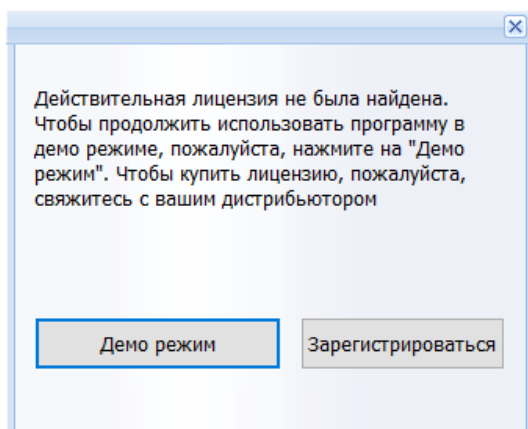 Действительная лицензия не была найдена.
Чтобы продолжить использовать программу в
демо режиме, пожалуйста, нажмите на "Демо
режим". Чтобы купить лицензию, пожалуйста,
свяжитесь с вашим дистрибьютором
Демо режим
Зарегистрироваться